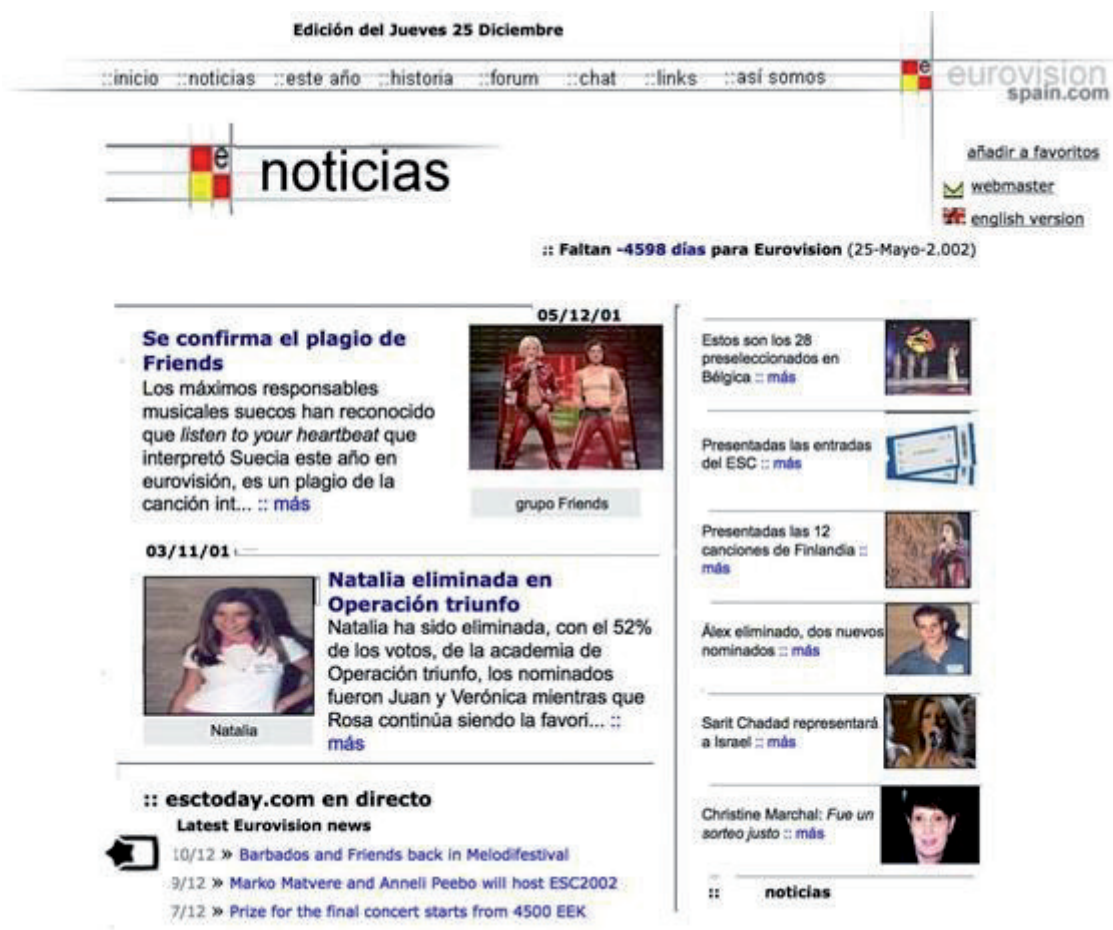 Edición del Jueves 25 Diciembre
::inicio ::noticias ::este año ::historia ::forum ::chat ::links ::así somos
e eurovision
spain.com
e noticias
añadir a favoritos
webmaster
english version
:: Faltan -4598 días para Eurovision (25-Mayo-2.002)
05/12/01
Se confirma el plagio de
Friends
Los máximos responsables
musicales suecos han reconocido
que listen to your heartbeat que
interpretó Suecia este año en
eurovisión, es un plagio de la
canción int... :: más
grupo Friends
03/11/01
Natalia eliminada en
Operación triunfo
Natalia ha sido eliminada, con el 52%
de los votos, de la academia de
Operación triunfo, los nominados
fueron Juan y Verónica mientras que
Rosa continúa siendo la favori... ::
más
Natalia
:: esctoday.com en directo
Latest Eurovision news
10/12 » Barbados and Friends back in Melodifestival
9/12 » Marko Matvere and Anneli Peebo will host ESC2002
7/12 » Prize for the final concert starts from 4500 EEK
Estos son los 28
preseleccionados en
Bélgica :: más
Presentadas las entradas
del ESC :: más
Presentadas las 12
canciones de Finlandia ::
más
Álex eliminado, dos nuevos
nominados :: más
Sarit Chadad representará
a Israel :: más
Christine Marchal: Fue un
sorteo justo :: más
:: noticias